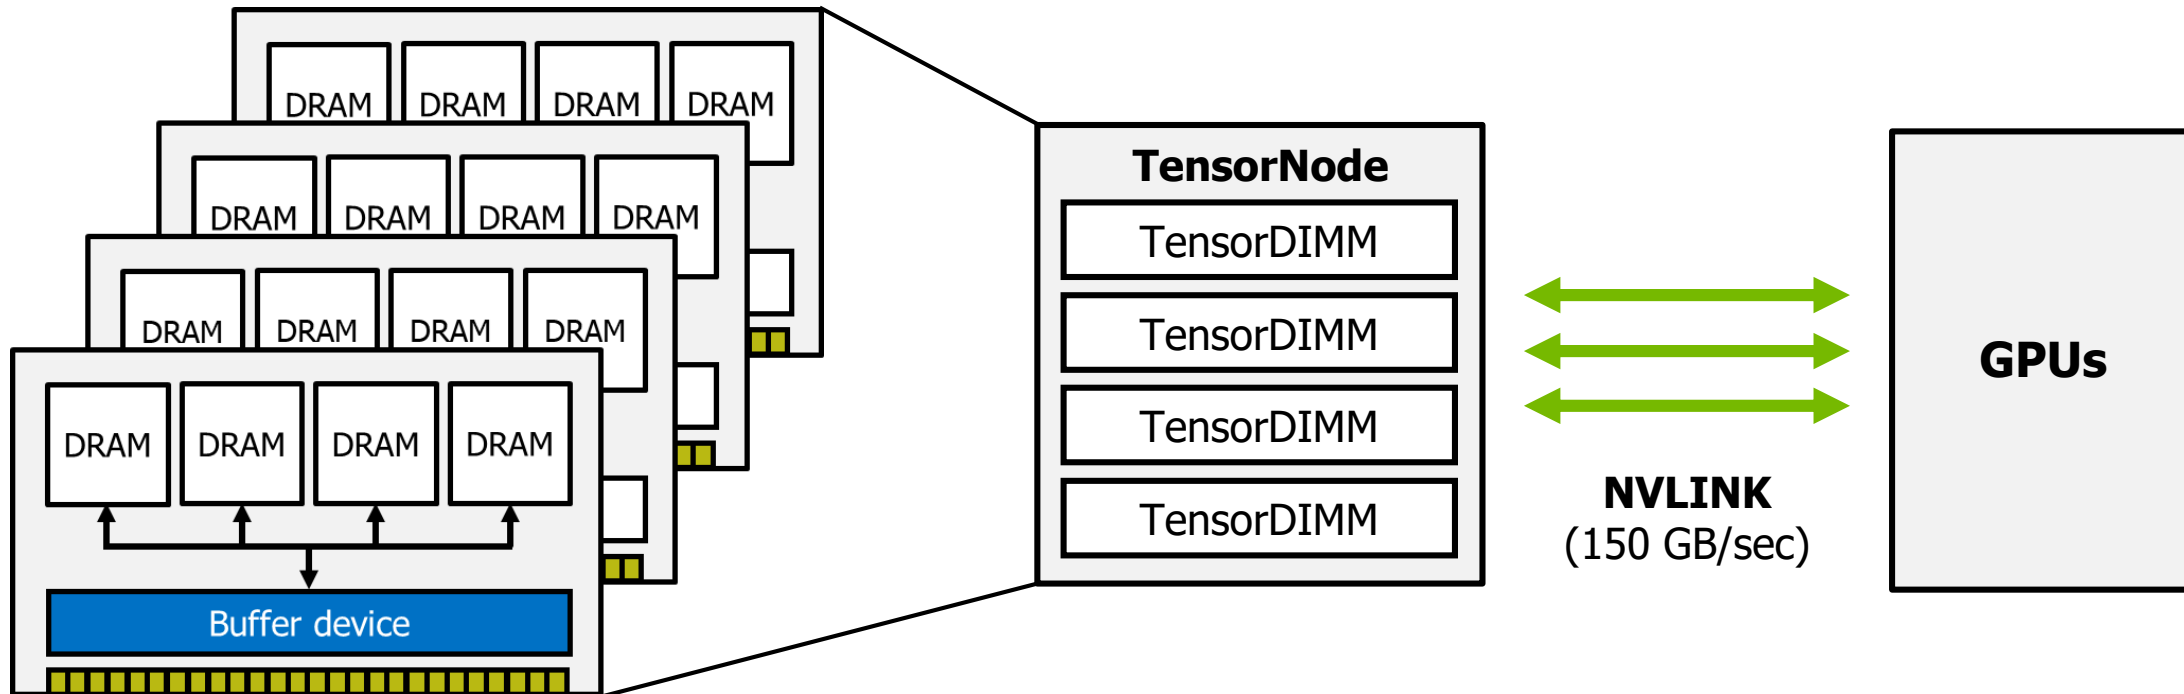 DRAM DRAM DRAM DRAM
DRAM DRAM DRAM DRAM
DRAM DRAM DRAM DRAM
DRAM DRAM DRAM DRAM
Buffer device
TensorNode
TensorDIMM
TensorDIMM
TensorDIMM
TensorDIMM
NVLINK
(150 GB/sec)
GPUs